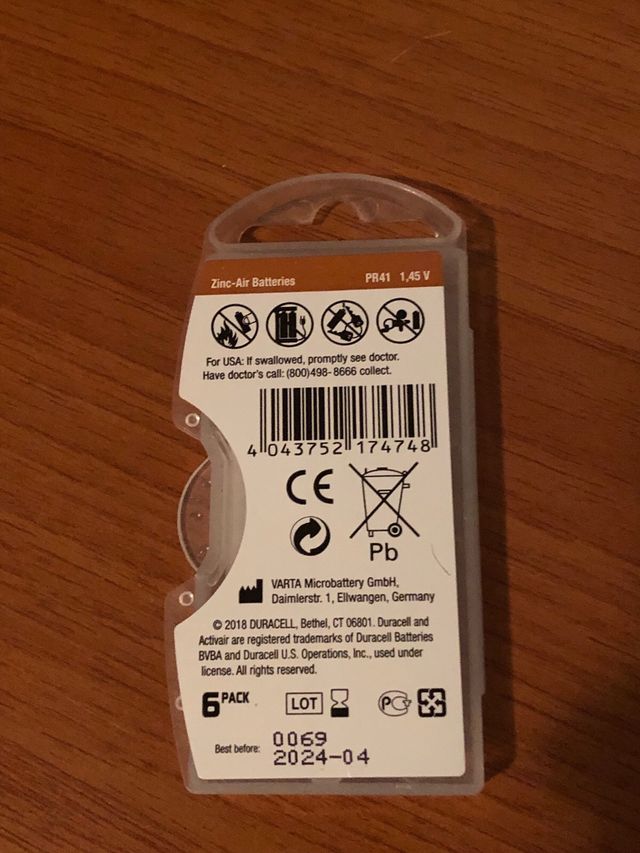 Zinc-Air Batteries PR41 1,45 V
For USA: If swallowed, promptly see doctor.
Have doctor's call: (800)498-8666 collect.
4 043752 174748
CE
Pb
VARTA Microbattery GmbH,
Daimlerstr. 1, Ellwangen, Germany
© 2018 DURACELL, Bethel, CT 06801. Duracell and
Activair are registered trademarks of Duracell Batteries
BVBA and Duracell U.S. Operations, Inc., used under
license. All rights reserved.
6 PACK LOT PC
Best before: 0069
2024-04